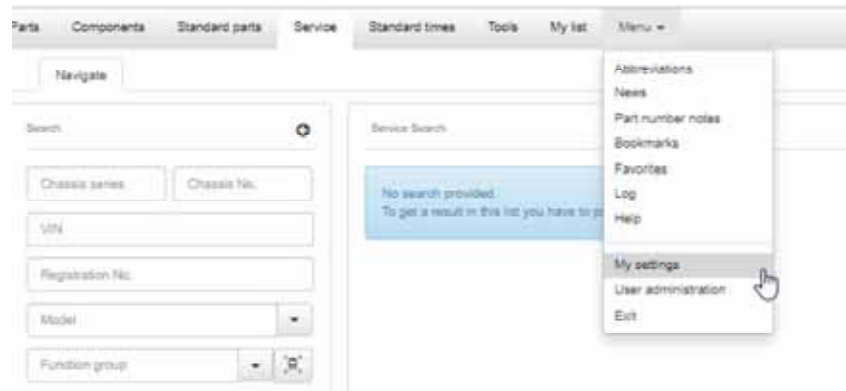 Parts Components Standard parts Service Standard times Tools My list Menu
Navigate
Search
Chassis series
Chassis No.
VIN
Registration No.
Model
Function group
Service Search
No search provided.
To get a result in this list you have to
Abbreviations
News
Part number notes
Bookmarks
Favorites
Log
Help
My settings
User administration
Exit